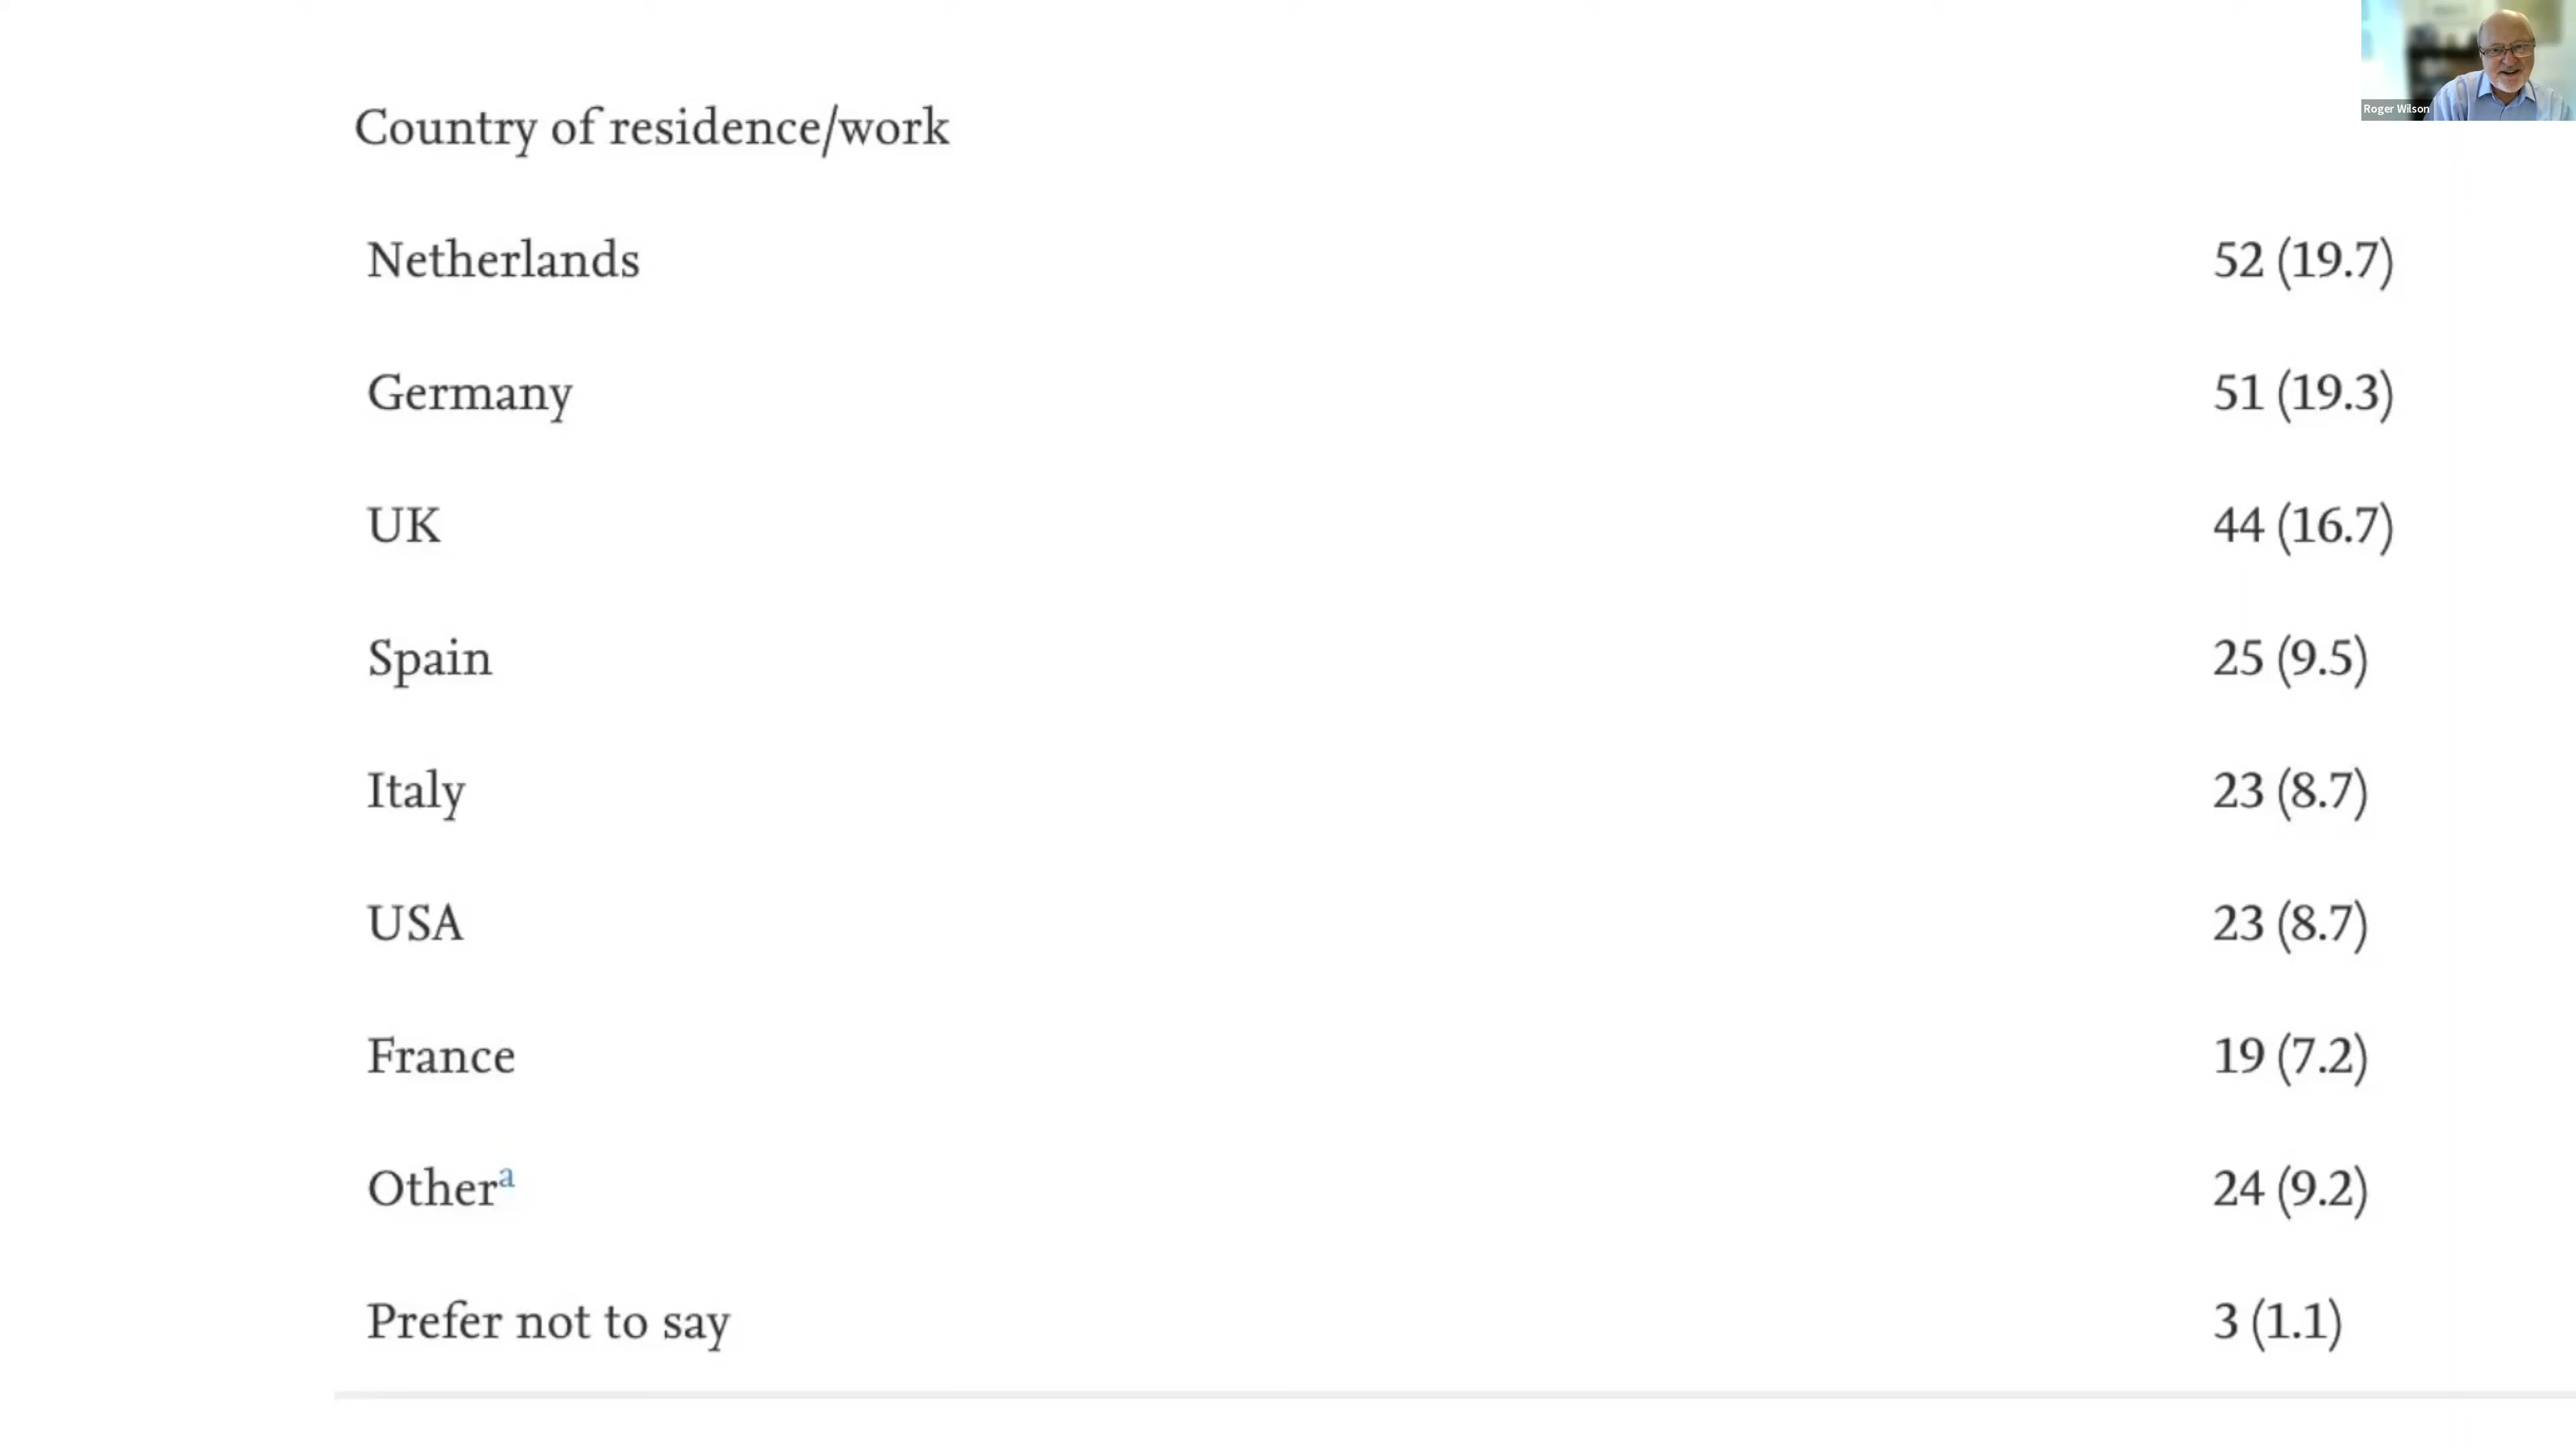 Roger Wilson
Country of residence/work
Netherlands 52 (19.7)
Germany 51 (19.3)
UK 44 (16.7)
Spain 25 (9.5)
Italy 23 (8.7)
USA 23 (8.7)
France 19 (7.2)
Otherᵃ 24 (9.2)
Prefer not to say 3 (1.1)